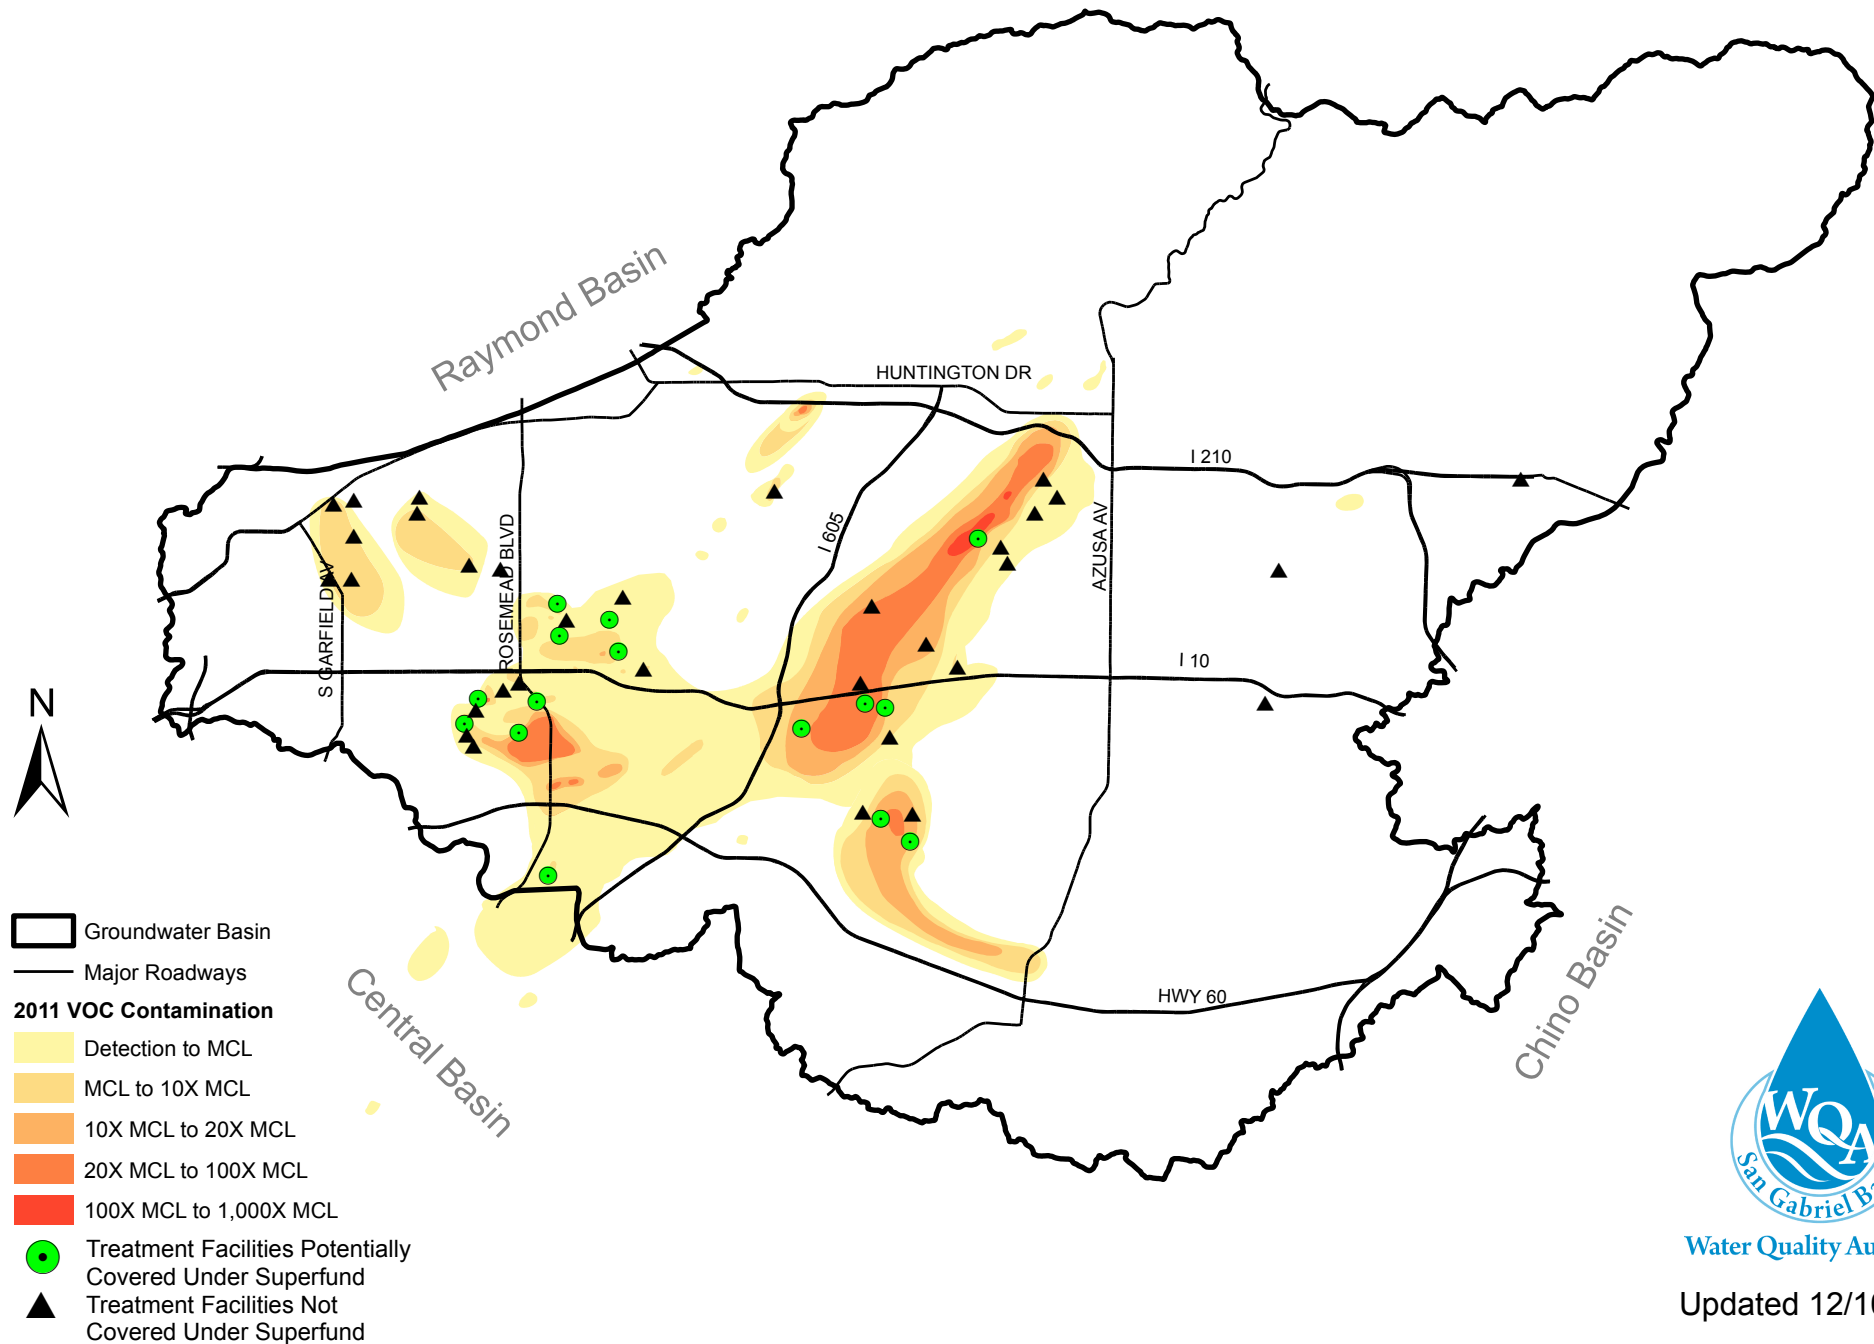 Raymond Basin
HUNTINGTON DR
I 210
I 605
AZUSA AV
ROSEMEAD BLVD
S GARFIELD AV
I 10
N
HWY 60
Central Basin
Chino Basin
Groundwater Basin
Major Roadways
2011 VOC Contamination
Detection to MCL
MCL to 10X MCL
10X MCL to 20X MCL
20X MCL to 100X MCL
100X MCL to 1,000X MCL
Treatment Facilities Potentially
Covered Under Superfund
Treatment Facilities Not
Covered Under Superfund
WQA
San Gabriel Ba
Water Quality Au
Updated 12/1